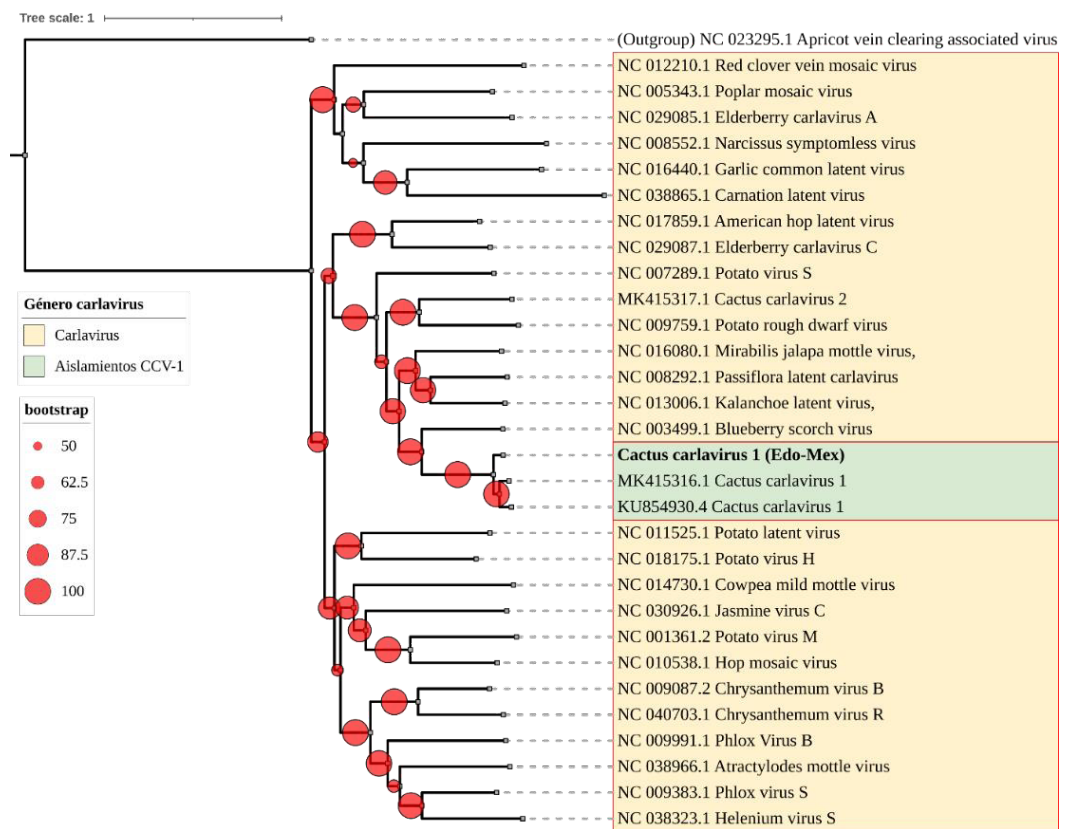 Tree scale: 1
(Outgroup) NC 023295.1 Apricot vein clearing associated virus
NC 012210.1 Red clover vein mosaic virus
NC 005343.1 Poplar mosaic virus
NC 029085.1 Elderberry carlavirus A
NC 008552.1 Narcissus symptomless virus
NC 016440.1 Garlic common latent virus
NC 038865.1 Carnation latent virus
NC 017859.1 American hop latent virus
NC 029087.1 Elderberry carlavirus C
NC 007289.1 Potato virus S
MK415317.1 Cactus carlavirus 2
NC 009759.1 Potato rough dwarf virus
NC 016080.1 Mirabilis jalapa mottle virus,
NC 008292.1 Passiflora latent carlavirus
NC 013006.1 Kalanchoe latent virus,
NC 003499.1 Blueberry scorch virus
Cactus carlavirus 1 (Edo-Mex)
MK415316.1 Cactus carlavirus 1
KU854930.4 Cactus carlavirus 1
NC 011525.1 Potato latent virus
NC 018175.1 Potato virus H
NC 014730.1 Cowpea mild mottle virus
NC 030926.1 Jasmine virus C
NC 001361.2 Potato virus M
NC 010538.1 Hop mosaic virus
NC 009087.2 Chrysanthemum virus B
NC 040703.1 Chrysanthemum virus R
NC 009991.1 Phlox Virus B
NC 038966.1 Atractylodes mottle virus
NC 009383.1 Phlox virus S
NC 038323.1 Helenium virus S
Género carlavirus
Carlavirus
Aislamientos CCV-1
bootstrap
50
62.5
75
87.5
100